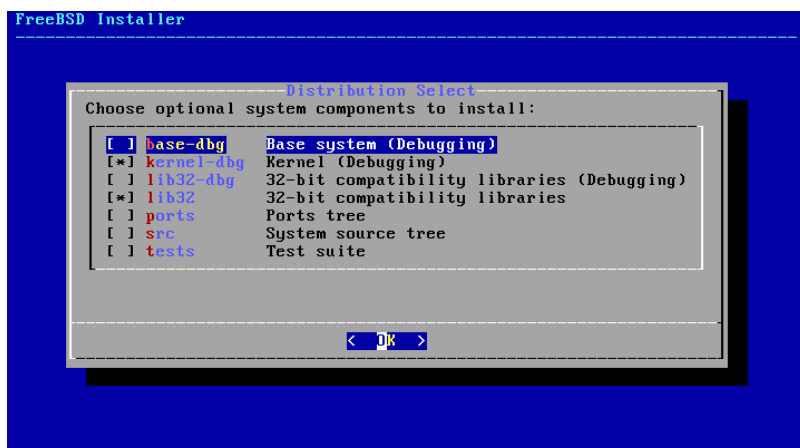 FreeBSD Installer
Distribution Select
Choose optional system components to install:
[ ] base-dbg Base system (Debugging)
[*] kernel-dbg Kernel (Debugging)
[ ] lib32-dbg 32-bit compatibility libraries (Debugging)
[*] lib32 32-bit compatibility libraries
[ ] ports Ports tree
[ ] src System source tree
[ ] tests Test suite
< OK >